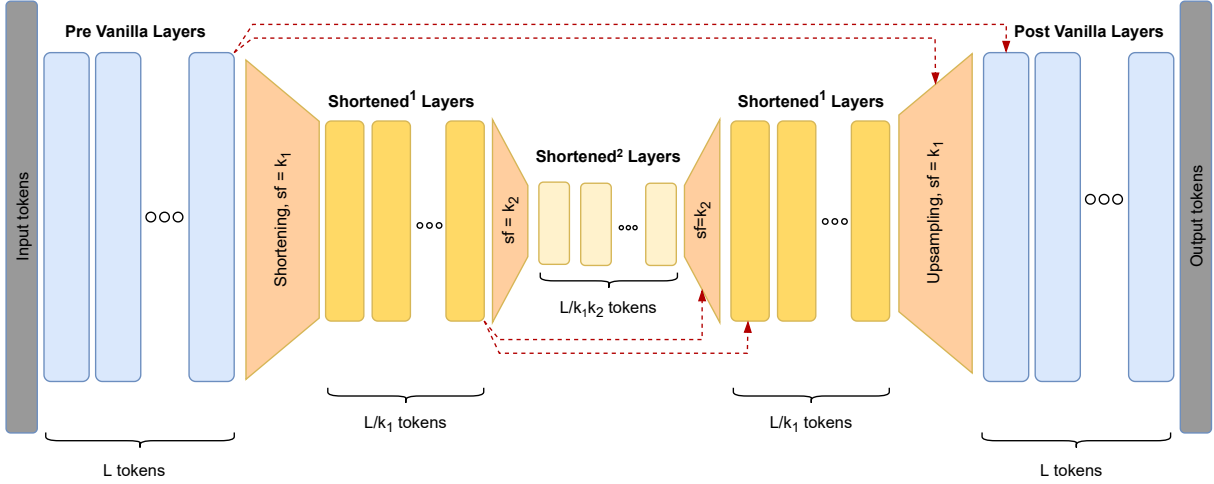 Input tokens
Pre Vanilla Layers
Shortening, sf = k₁
Shortened¹ Layers
sf = k₂
Shortened² Layers
sf=k₂
Shortened¹ Layers
Upsampling, sf = k₁
Post Vanilla Layers
Output tokens
L/k₁k₂ tokens
L/k₁ tokens
L/k₁ tokens
L tokens
L tokens